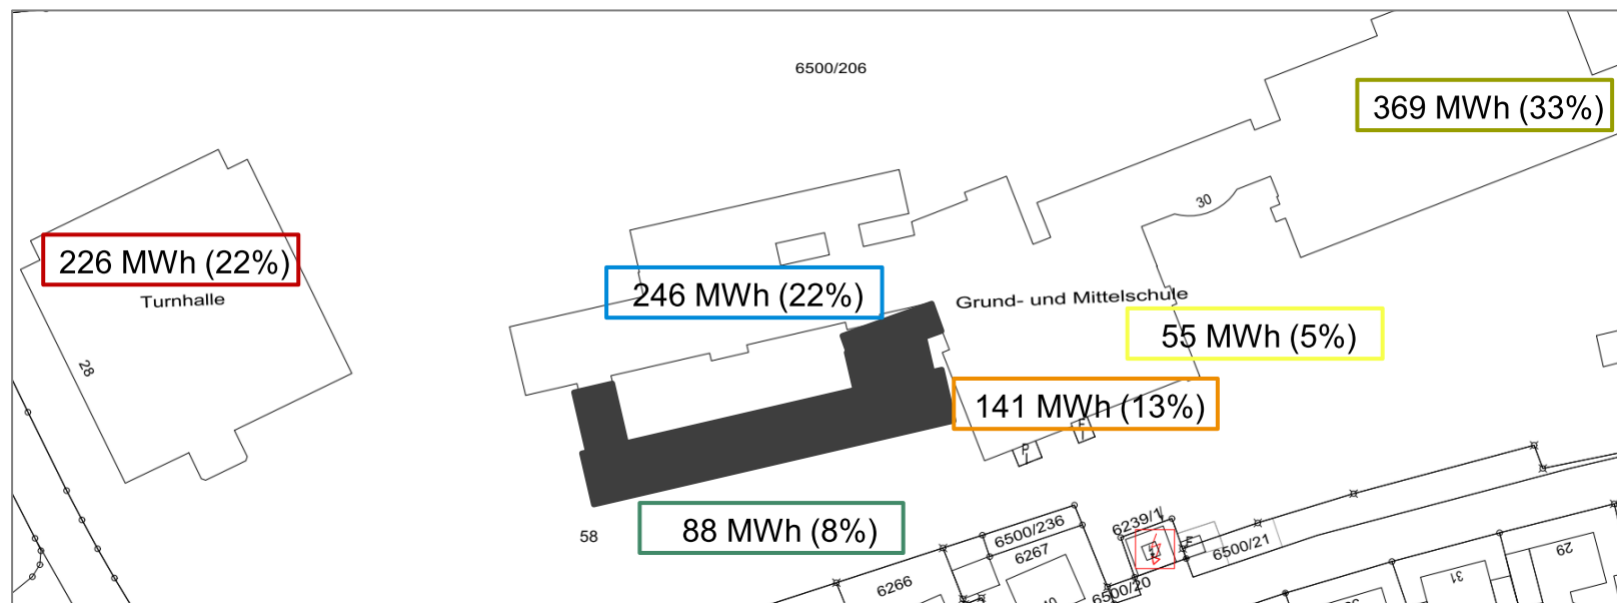 6500/206
369 MWh (33%)
30
226 MWh (22%)
Turnhalle
28
246 MWh (22%)
Grund- und Mittelschule
55 MWh (5%)
141 MWh (13%)
88 MWh (8%)
58
6500/236
6267
6266
6239/1
6500/20
6500/21
31
29